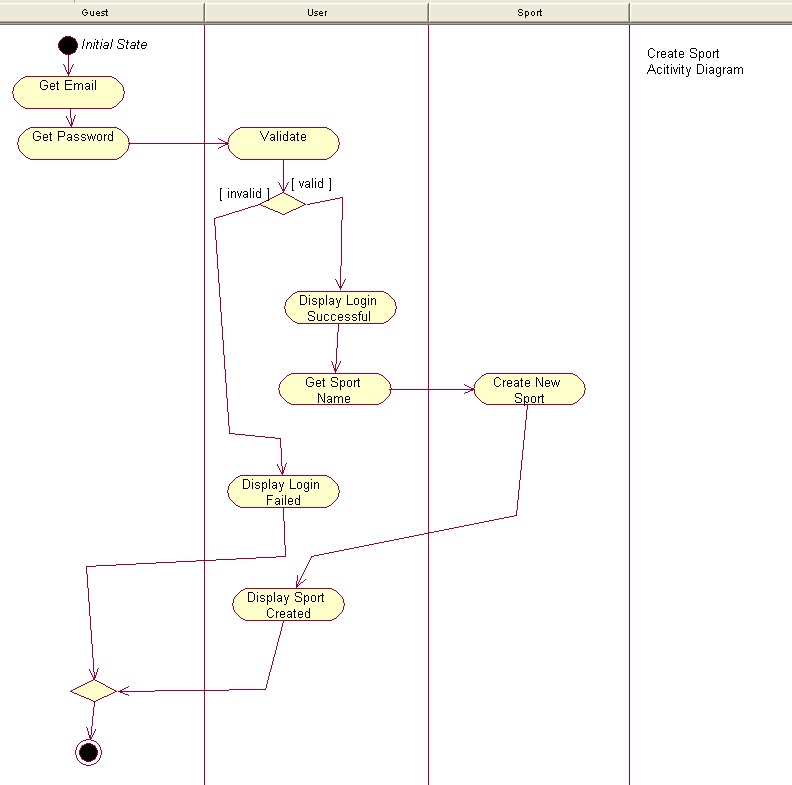 Guest
User
Sport
Initial State
Create Sport
Acitivity Diagram
Get Email
Get Password
Validate
[ invalid ]
[ valid ]
Display Login
Successful
Get Sport
Name
Create New
Sport
Display Login
Failed
Display Sport
Created